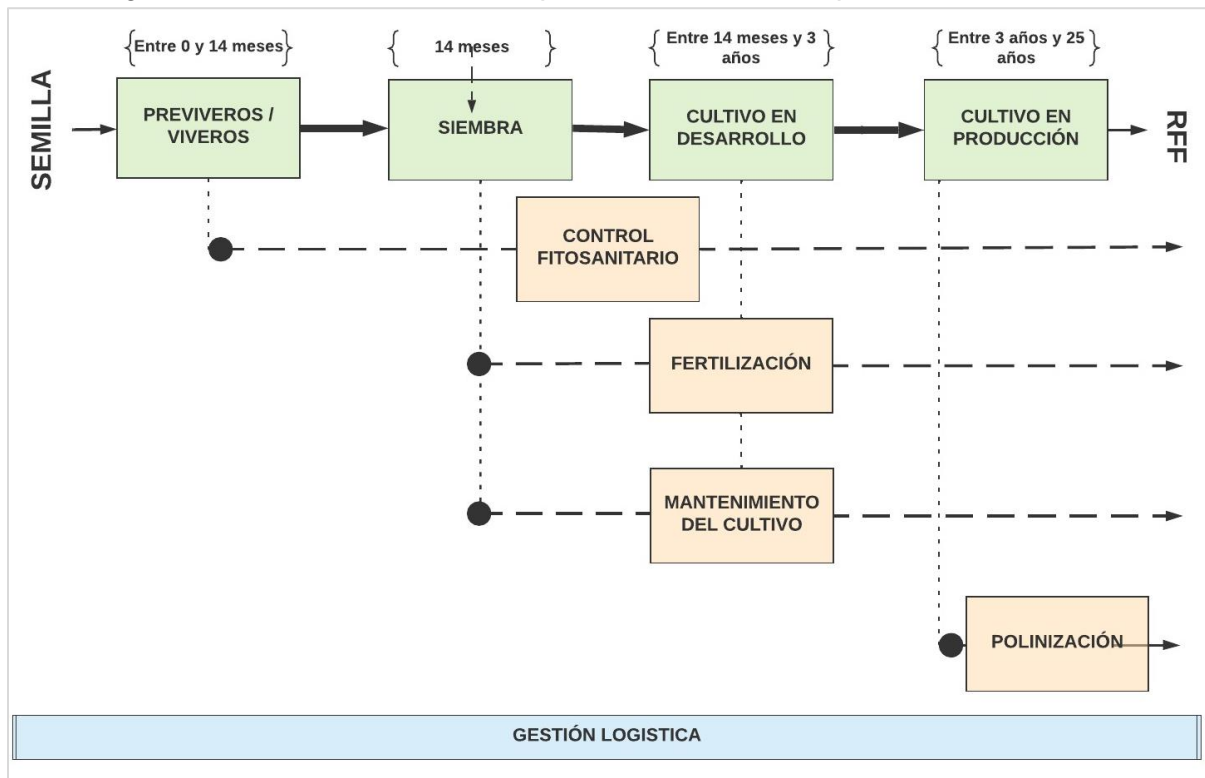 {Entre 0 y 14 meses}
{ 14 meses }
{Entre 14 meses y 3
años}
{Entre 3 años y 25
años}
SEMILLA
PREVIVEROS /
VIVEROS
SIEMBRA
CULTIVO EN
DESARROLLO
CULTIVO EN
PRODUCCIÓN
RFF
CONTROL
FITOSANITARIO
FERTILIZACIÓN
MANTENIMIENTO
DEL CULTIVO
POLINIZACIÓN
GESTIÓN LOGISTICA